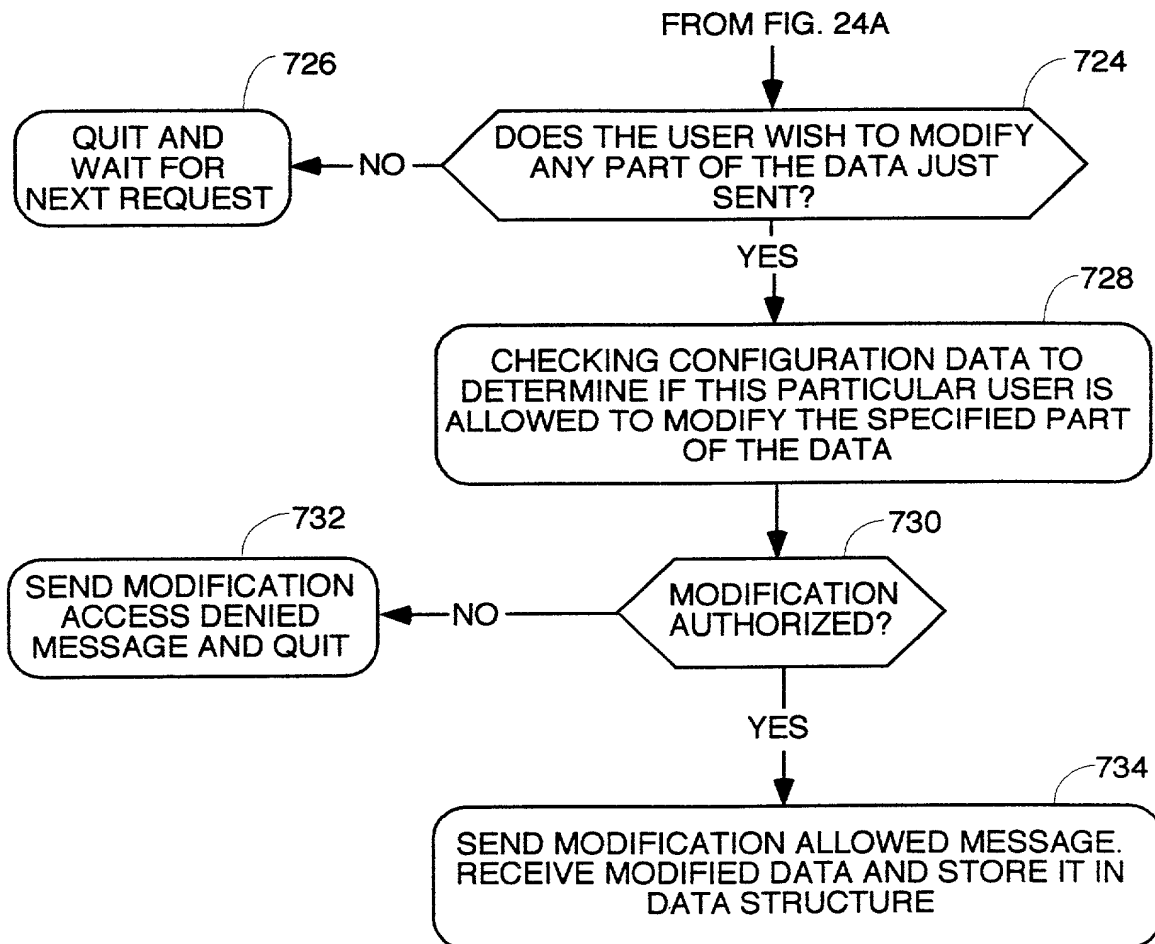 FROM FIG. 24A
726
724
QUIT AND
WAIT FOR
NEXT REQUEST
NO
DOES THE USER WISH TO MODIFY
ANY PART OF THE DATA JUST
SENT?
YES
728
CHECKING CONFIGURATION DATA TO
DETERMINE IF THIS PARTICULAR USER IS
ALLOWED TO MODIFY THE SPECIFIED PART
OF THE DATA
732
730
SEND MODIFICATION
ACCESS DENIED
MESSAGE AND QUIT
NO
MODIFICATION
AUTHORIZED?
YES
734
SEND MODIFICATION ALLOWED MESSAGE.
RECEIVE MODIFIED DATA AND STORE IT IN
DATA STRUCTURE